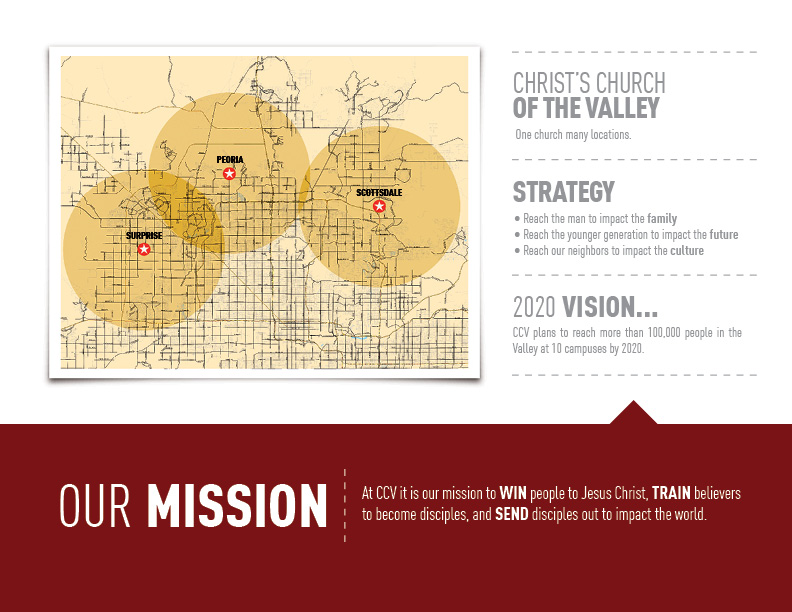 PEORIA
SCOTTSDALE
SURPRISE
CHRIST'S CHURCH
OF THE VALLEY
One church many locations.
STRATEGY
• Reach the man to impact the family
• Reach the younger generation to impact the future
• Reach our neighbors to impact the culture
2020 VISION...
CCV plans to reach more than 100,000 people in the
Valley at 10 campuses by 2020.
OUR MISSION
At CCV it is our mission to WIN people to Jesus Christ, TRAIN believers
to become disciples, and SEND disciples out to impact the world.